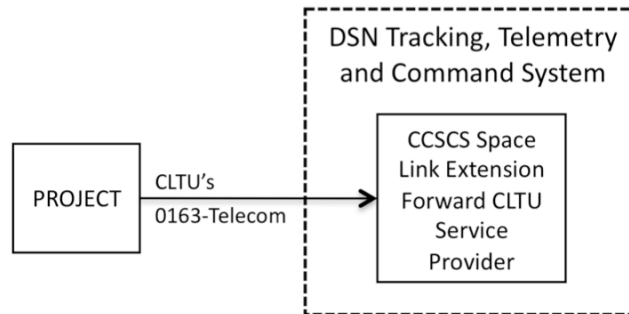 DSN Tracking, Telemetry
and Command System
PROJECT
CLTU's
0163-Telecom
CCSCS Space
Link Extension
Forward CLTU
Service
Provider